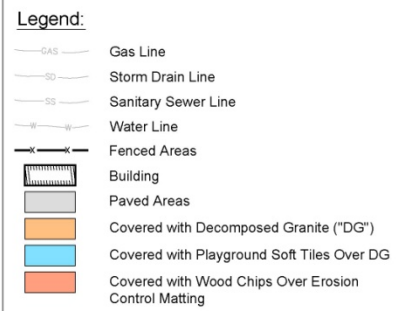 Legend:
GAS Gas Line
SD Storm Drain Line
SS Sanitary Sewer Line
W W Water Line
x x Fenced Areas
Building
Paved Areas
Covered with Decomposed Granite ("DG")
Covered with Playground Soft Tiles Over DG
Covered with Wood Chips Over Erosion
Control Matting